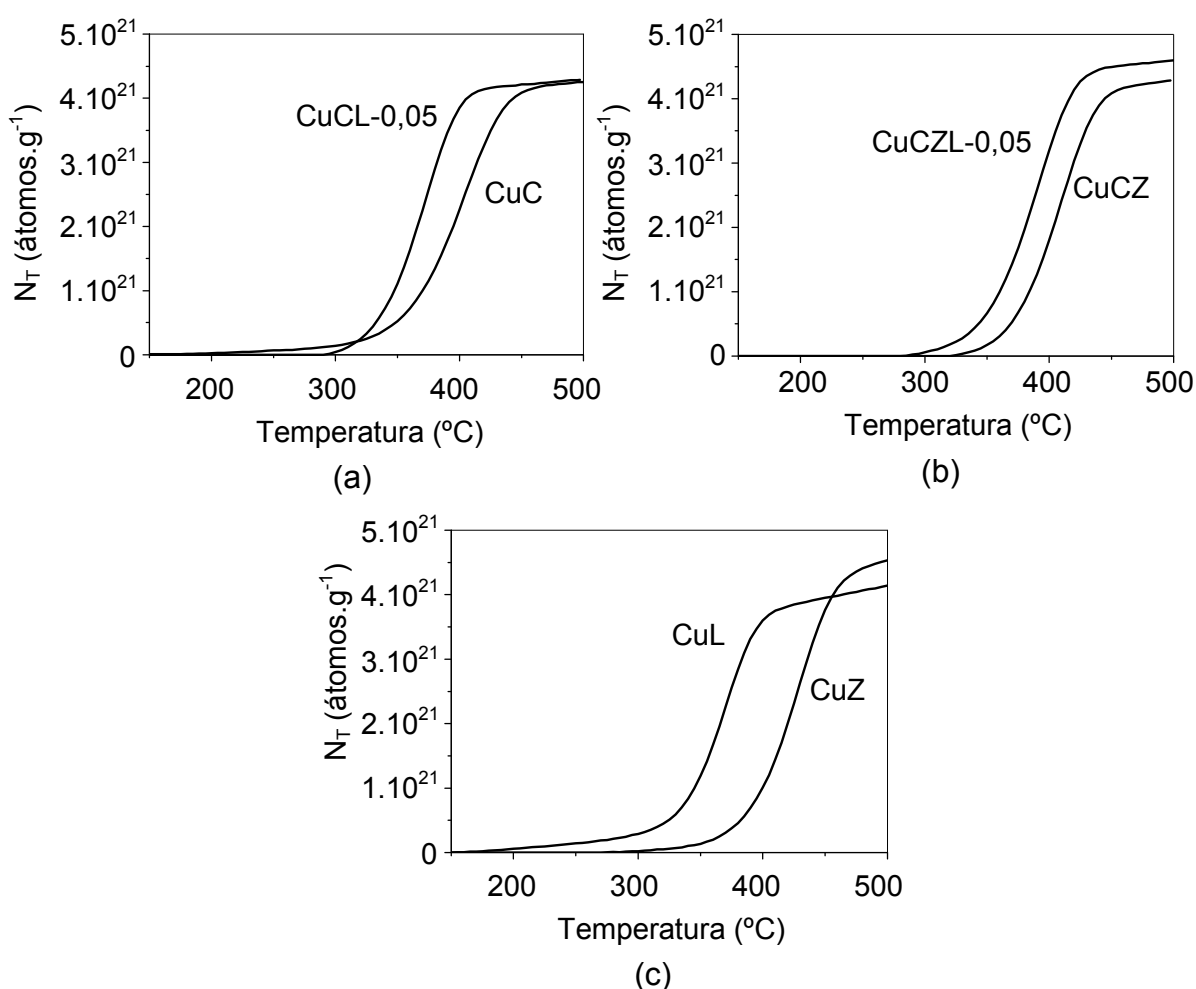 5.10²¹
4.10²¹
3.10²¹
2.10²¹
1.10²¹
0
N_T (átomos.g⁻¹)
CuCL-0,05
CuC
200 300 400 500
Temperatura (ºC)
(a)
5.10²¹
4.10²¹
3.10²¹
2.10²¹
1.10²¹
0
N_T (átomos.g⁻¹)
CuCZL-0,05
CuCZ
200 300 400 500
Temperatura (ºC)
(b)
5.10²¹
4.10²¹
3.10²¹
2.10²¹
1.10²¹
0
N_T (átomos.g⁻¹)
CuL
CuZ
200 300 400 500
Temperatura (ºC)
(c)